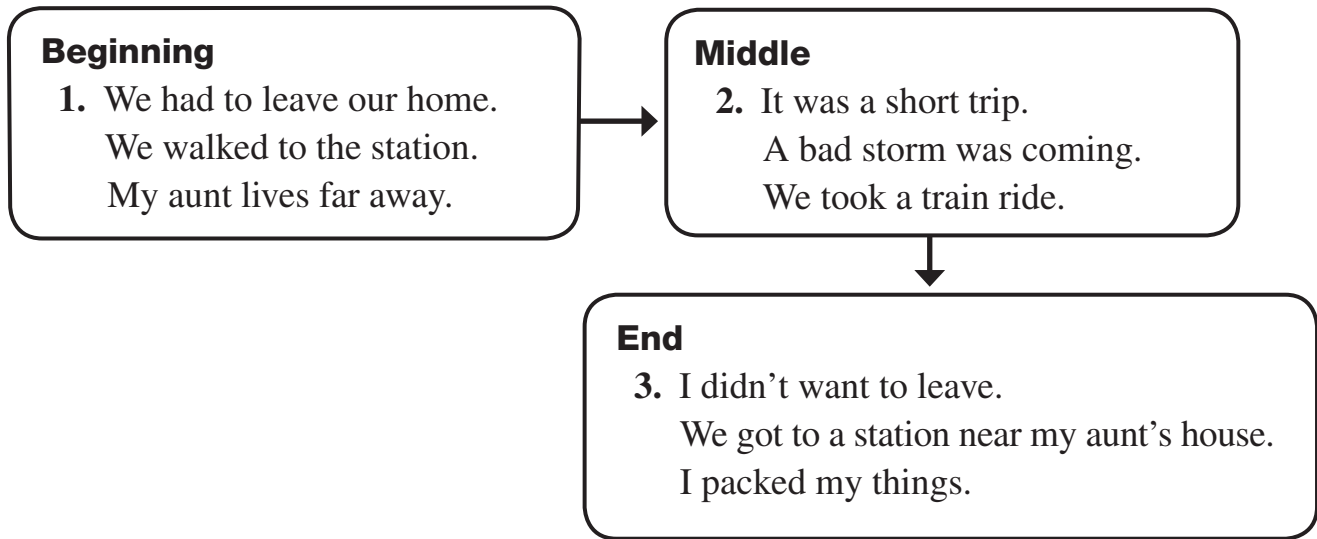 Beginning
1. We had to leave our home.
We walked to the station.
My aunt lives far away.
Middle
2. It was a short trip.
A bad storm was coming.
We took a train ride.
End
3. I didn’t want to leave.
We got to a station near my aunt’s house.
I packed my things.